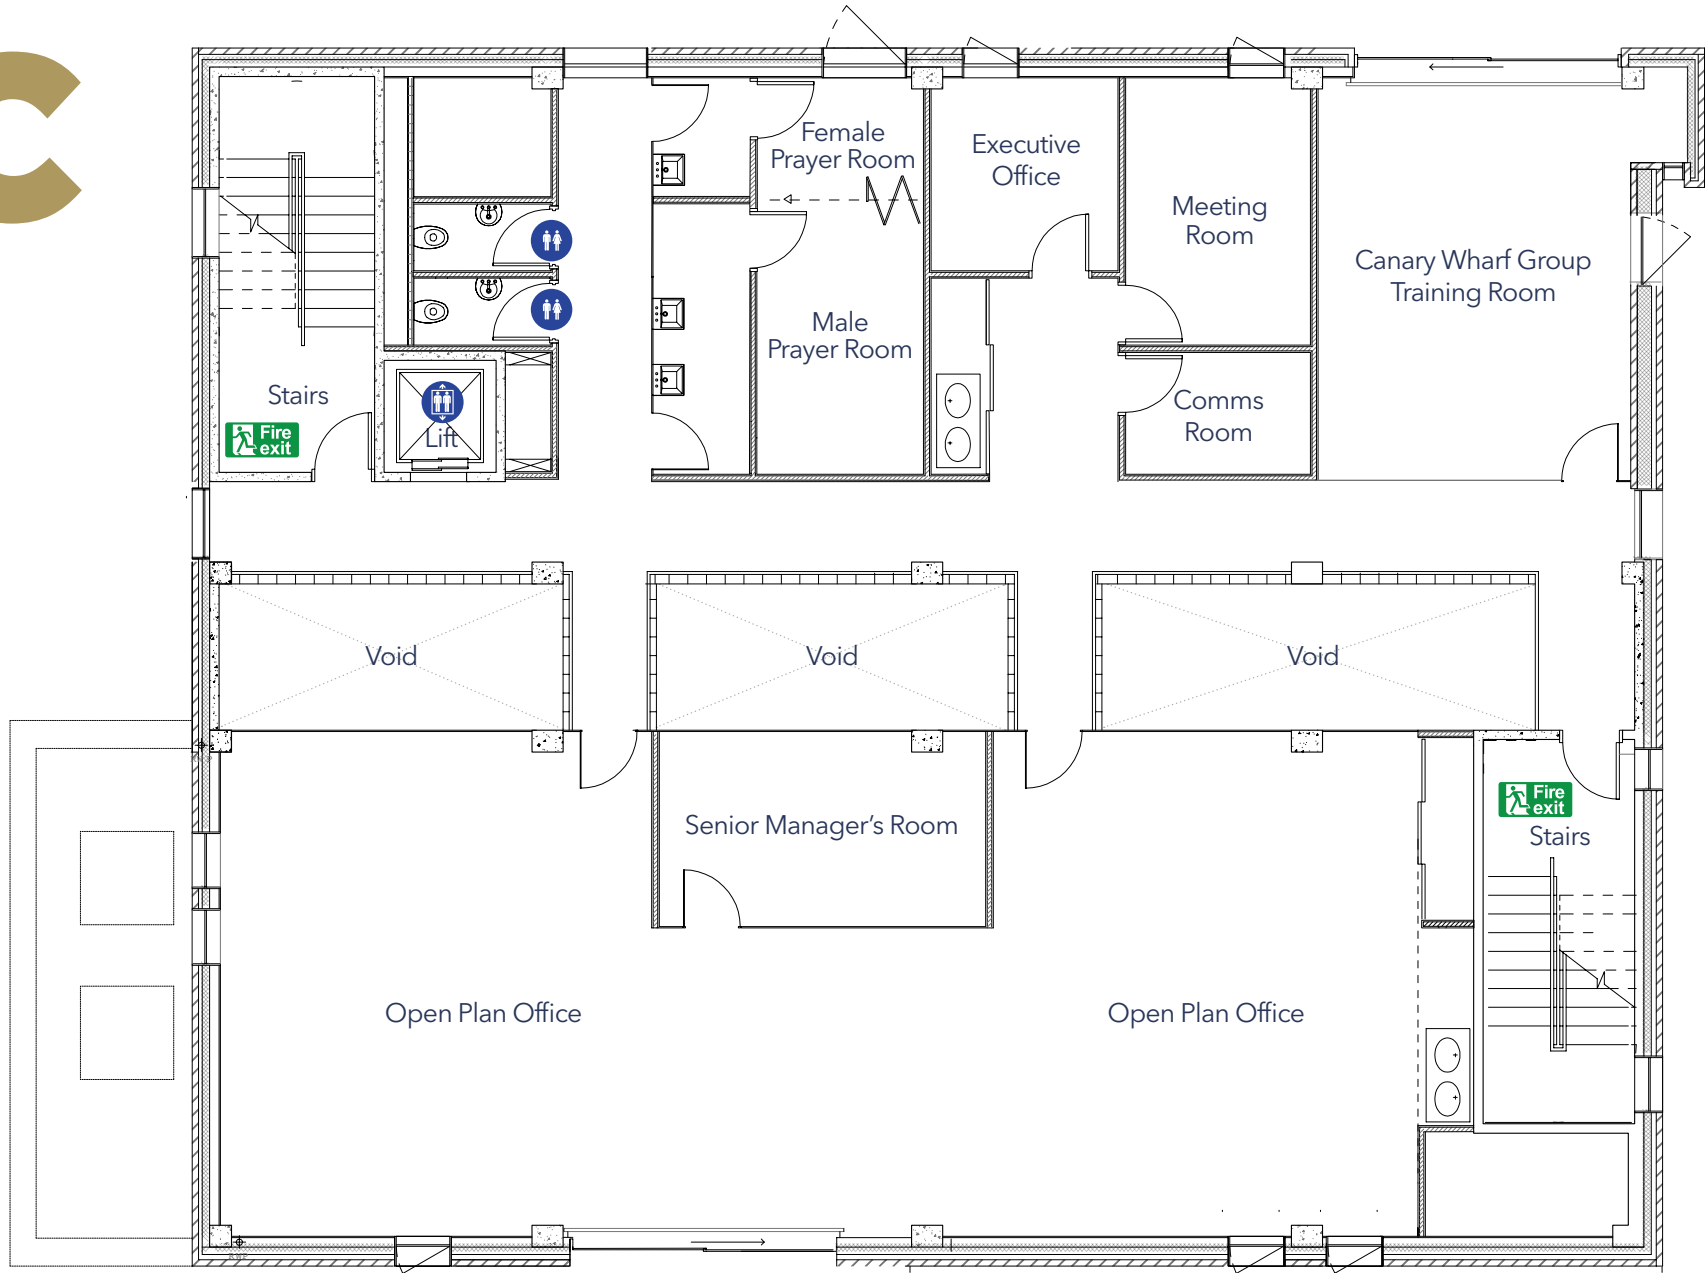 Female
Prayer Room
Executive
Office
Meeting
Room
Canary Wharf Group
Training Room
Male
Prayer Room
Stairs
Fire
exit
Lift
Comms
Room
Void
Void
Void
Senior Manager’s Room
Fire
exit
Stairs
Open Plan Office
Open Plan Office